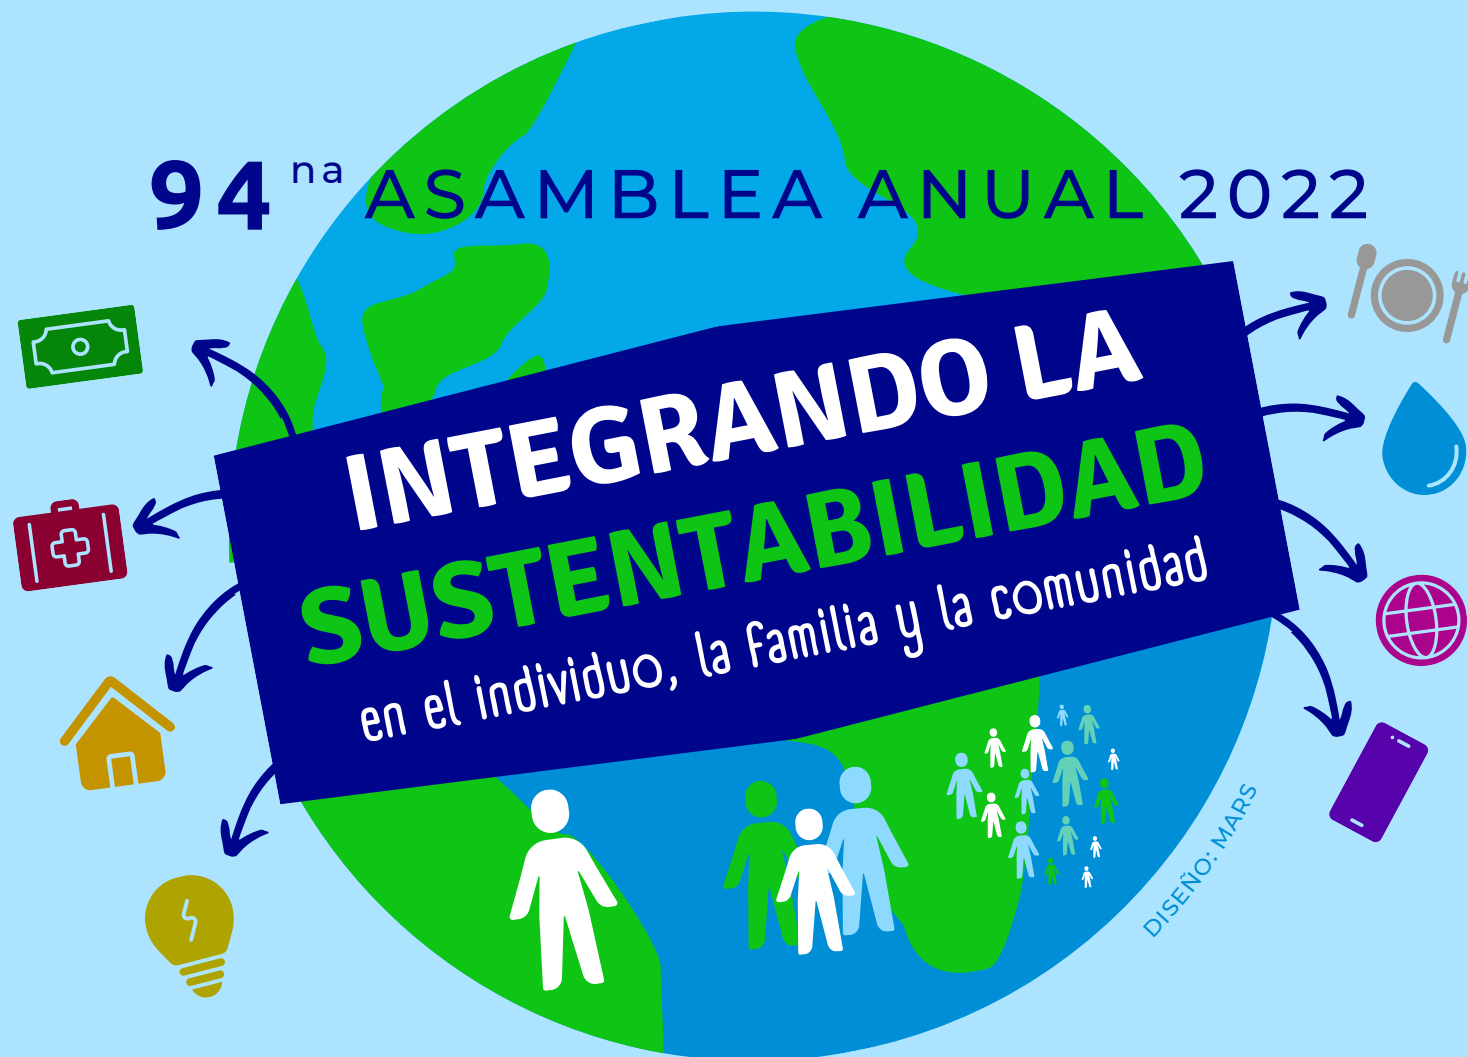 94na ASAMBLEA ANUAL 2022
INTEGRANDO LA
SUSTENTABILIDAD
en el individuo, la familia y la comunidad
DISEÑO: MARS